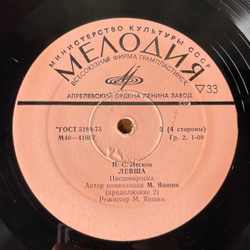 МИНИСТЕРСТВО КУЛЬТУРЫ СССР
МЕЛОДИЯ
ВСЕСОЮЗНАЯ ФИРМА ГРАМПЛАСТИНОК
АПРЕЛЕВСКИЙ ОРДЕНА ЛЕНИНА ЗАВОД
33
ГОСТ 5289-73
3 (4 стороны)
М40—41887
Гр. 2. 1-00
Н. С. Лесков
ЛЕВША
Инсценировка
Автор композиции М. Яншин
(продолжение 2)
Режиссер М. Яншин